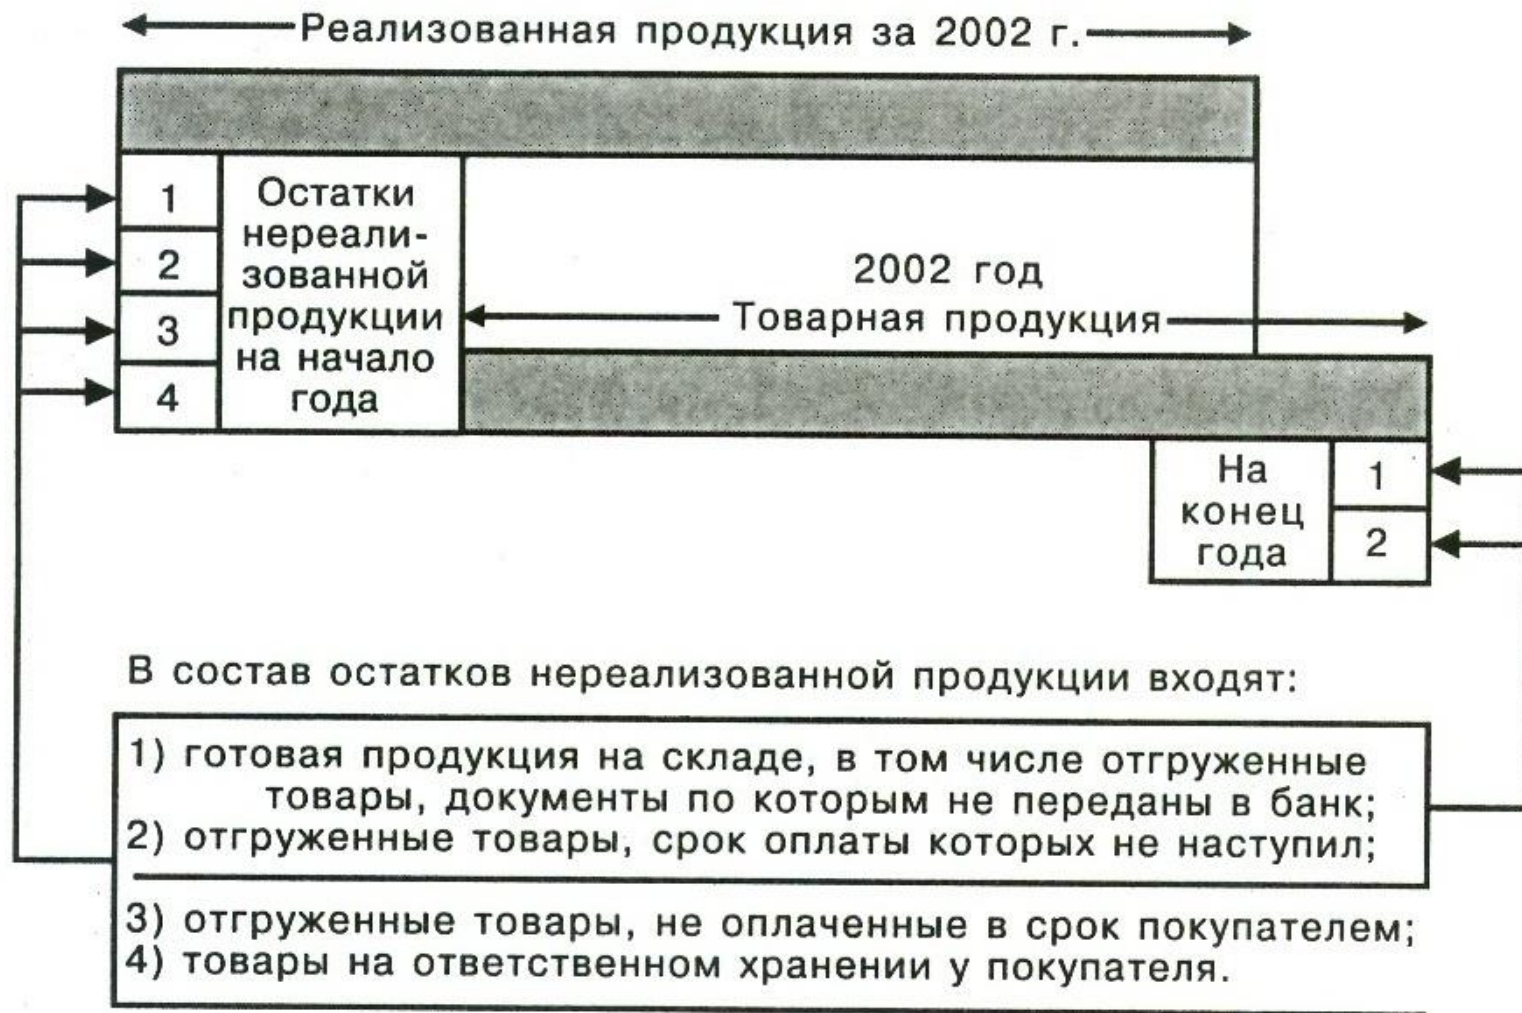 Реализованная продукция за 2002 г.
1
2
3
4
Остатки
нереали-
зованной
продукции
на начало
года
2002 год
Товарная продукция
На
конец
года
1
2
В состав остатков нереализованной продукции входят:
1) готовая продукция на складе, в том числе отгруженные
товары, документы по которым не переданы в банк;
2) отгруженные товары, срок оплаты которых не наступил;
3) отгруженные товары, не оплаченные в срок покупателем;
4) товары на ответственном хранении у покупателя.